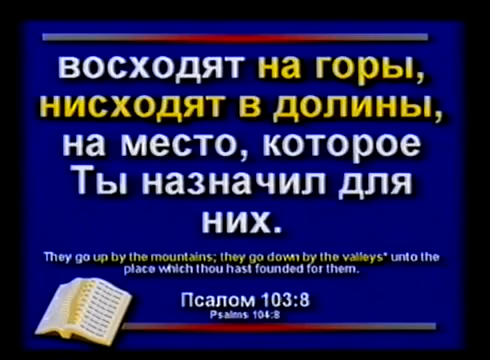 восходят на горы,
нисходят в долины,
на место, которое
Ты назначил для
них.
They go up by the mountains; they go down by the valleys* unto the
place which thou hast founded for them.
Псалом 103:8
Psalms 104:8